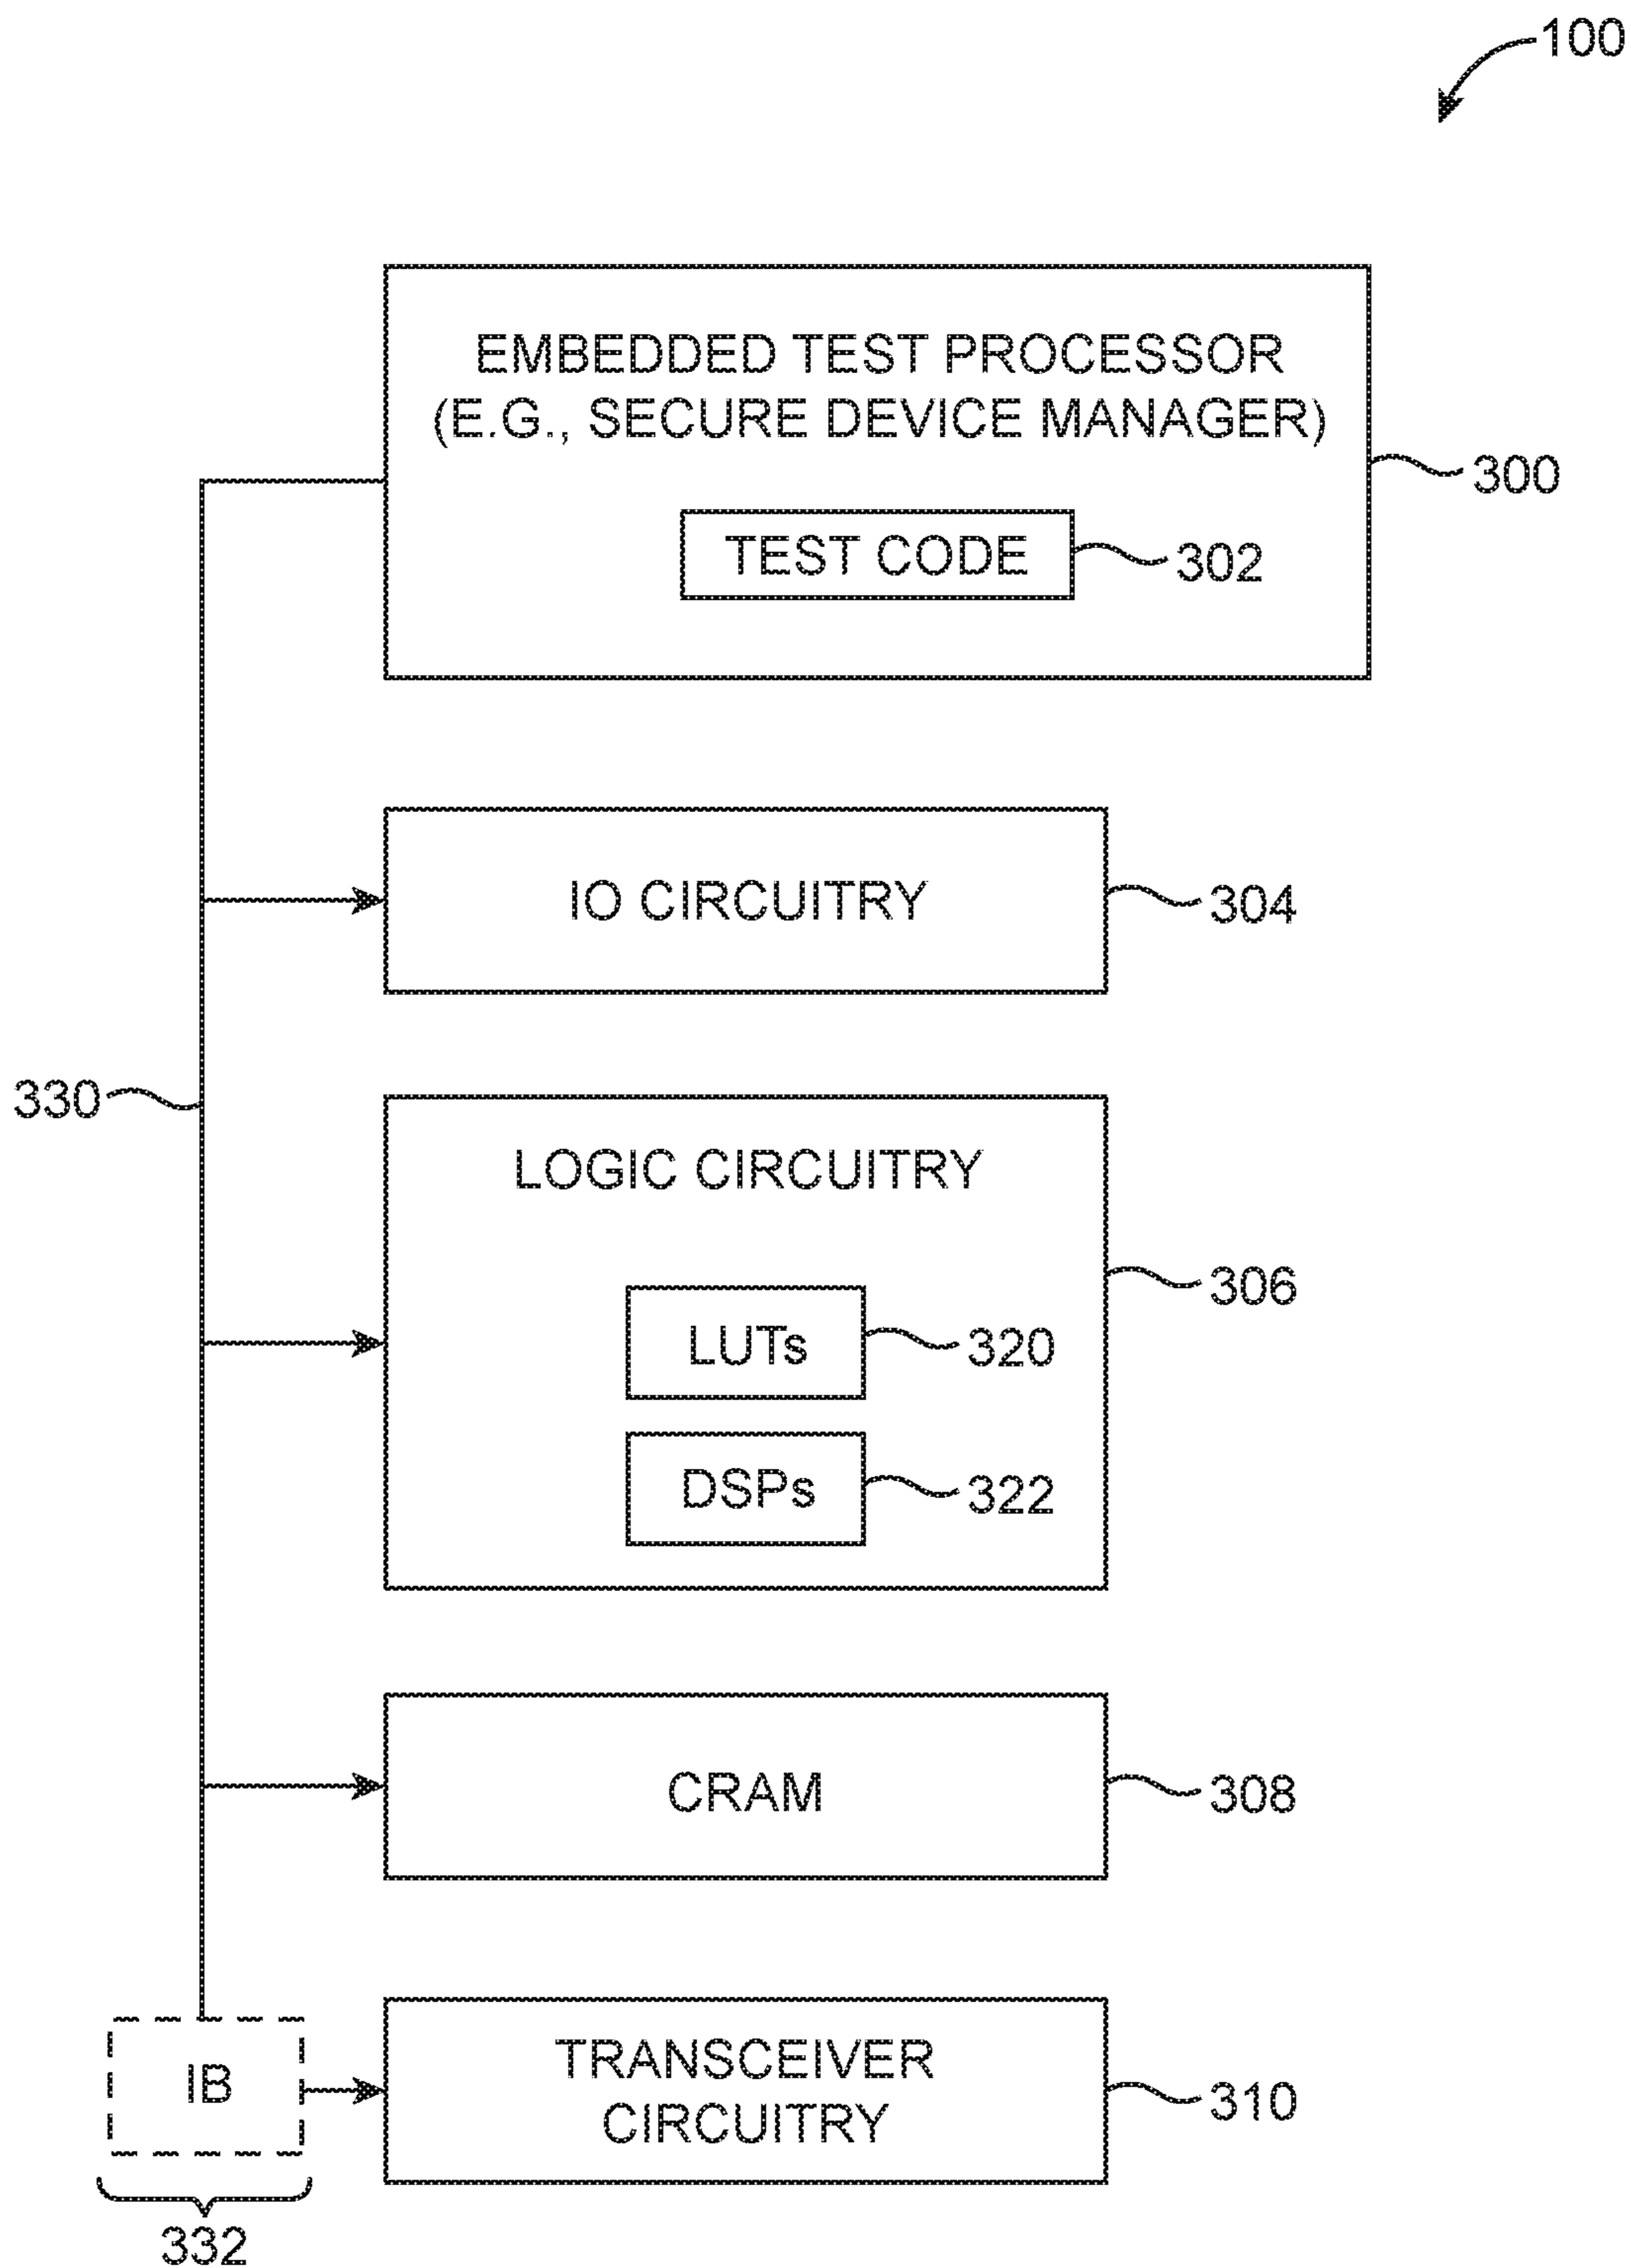 100
EMBEDDED TEST PROCESSOR
(E.G., SECURE DEVICE MANAGER)
300
TEST CODE
302
IO CIRCUITRY
304
330
LOGIC CIRCUITRY
306
LUTs
320
DSPs
322
CRAM
308
IB
TRANSCEIVER
CIRCUITRY
310
332